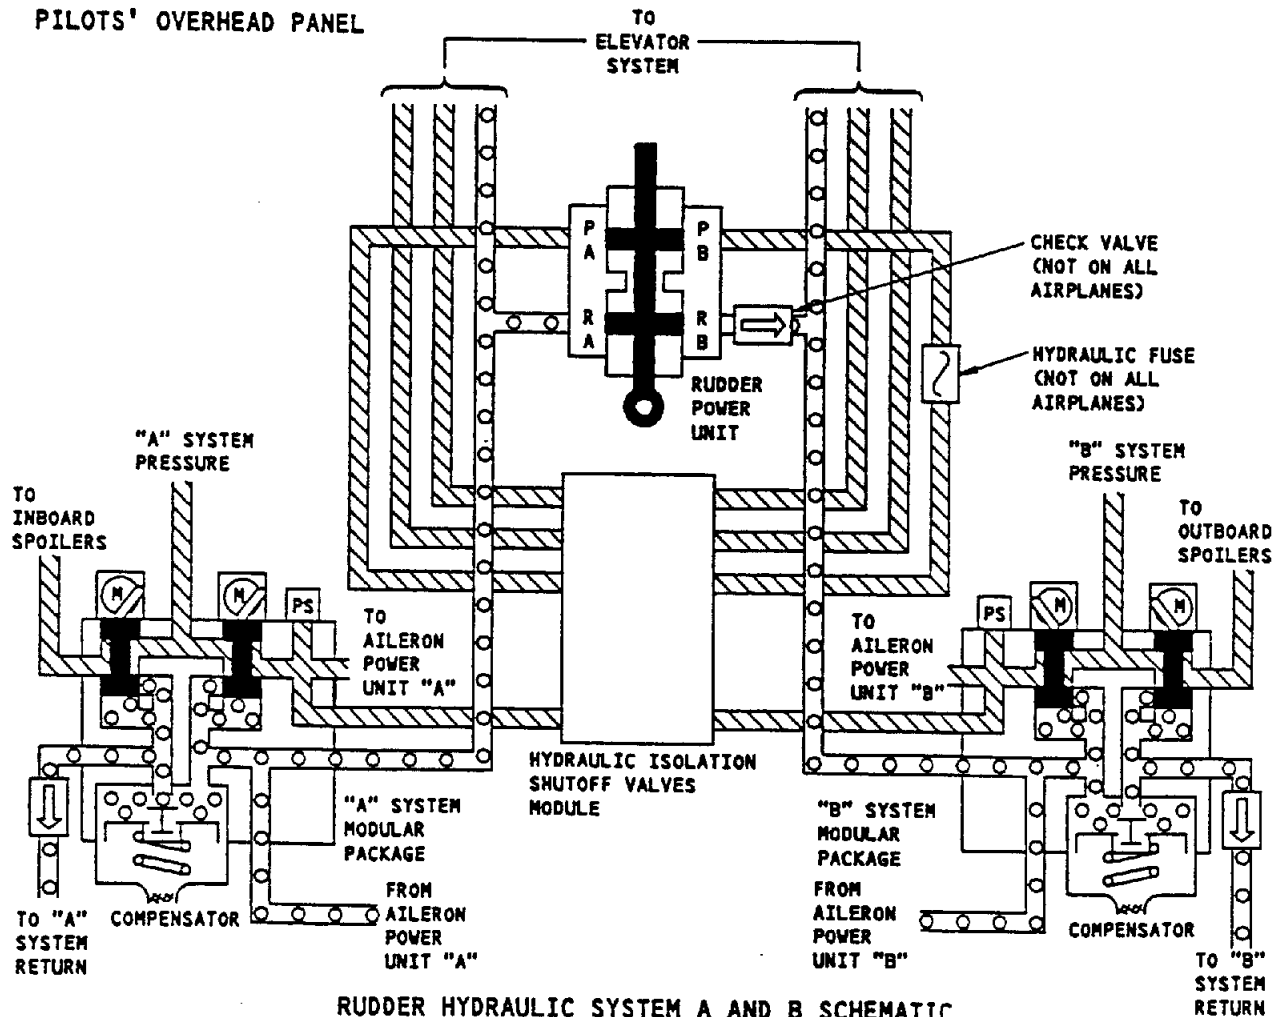 PILOTS' OVERHEAD PANEL
TO
ELEVATOR
SYSTEM
P
A
P
B
R
A
R
B
CHECK VALVE
(NOT ON ALL
AIRPLANES)
HYDRAULIC FUSE
(NOT ON ALL
AIRPLANES)
RUDDER
POWER
UNIT
"A" SYSTEM
PRESSURE
"B" SYSTEM
PRESSURE
TO
INBOARD
SPOILERS
TO
OUTBOARD
SPOILERS
M
M
PS
TO
AILERON
POWER
UNIT "A"
TO
AILERON
POWER
UNIT "B"
PS
M
M
HYDRAULIC ISOLATION
SHUTOFF VALVES
MODULE
"A" SYSTEM
MODULAR
PACKAGE
"B" SYSTEM
MODULAR
PACKAGE
TO "A"
SYSTEM
RETURN
COMPENSATOR
FROM
AILERON
POWER
UNIT "A"
FROM
AILERON
POWER
UNIT "B"
COMPENSATOR
TO "B"
SYSTEM
RETURN
RUDDER HYDRAULIC SYSTEM A AND B SCHEMATIC